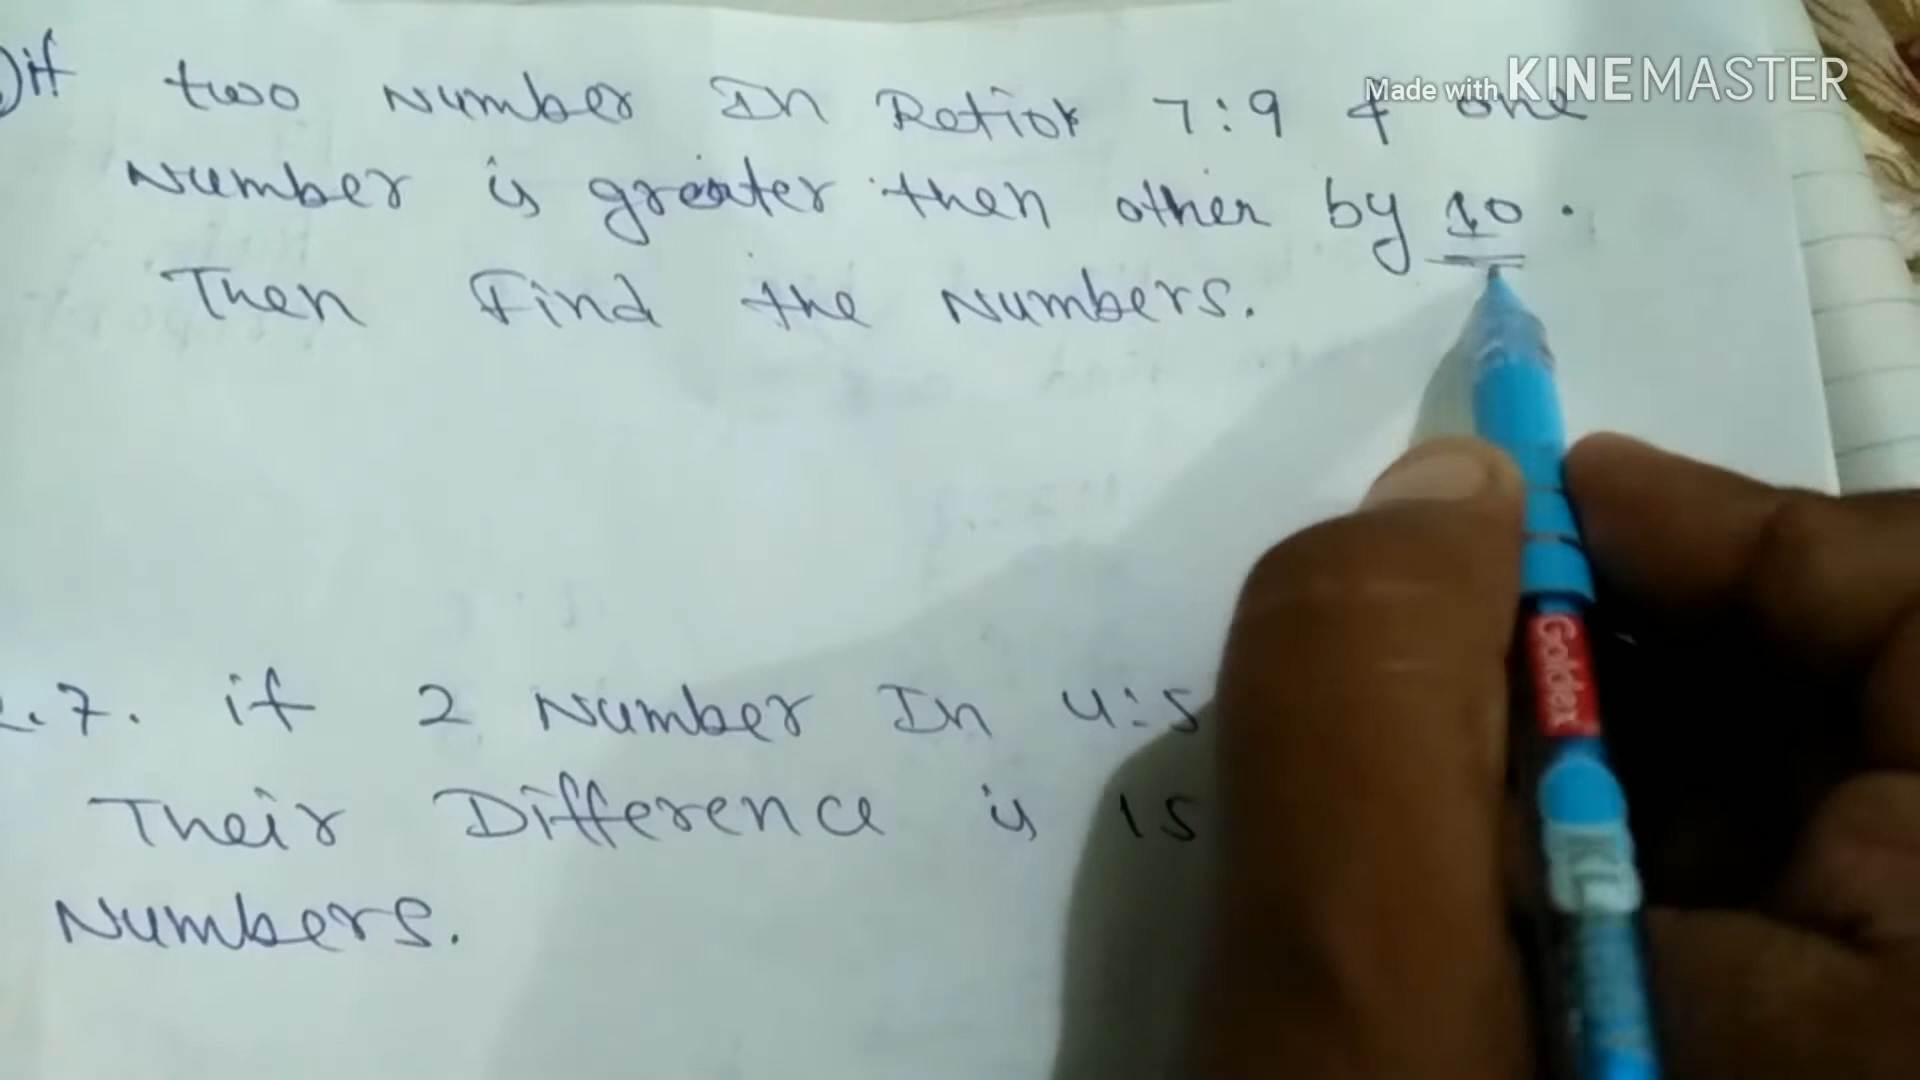 if two Number In Ratior 7:9 & one
Number is greater then other by 10.
Then Find the Numbers.
.7. if 2 Number In 4:5
Their Difference is 15
Numbers.
Made with KINEMASTER
Goldex